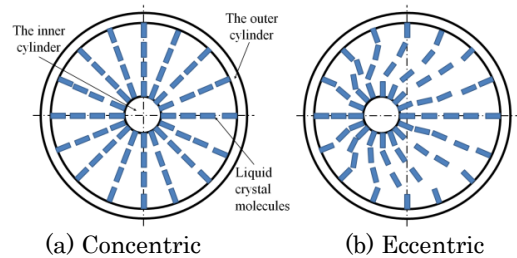 The inner
cylinder
The outer
cylinder
Liquid
crystal
molecules
(a) Concentric
(b) Eccentric